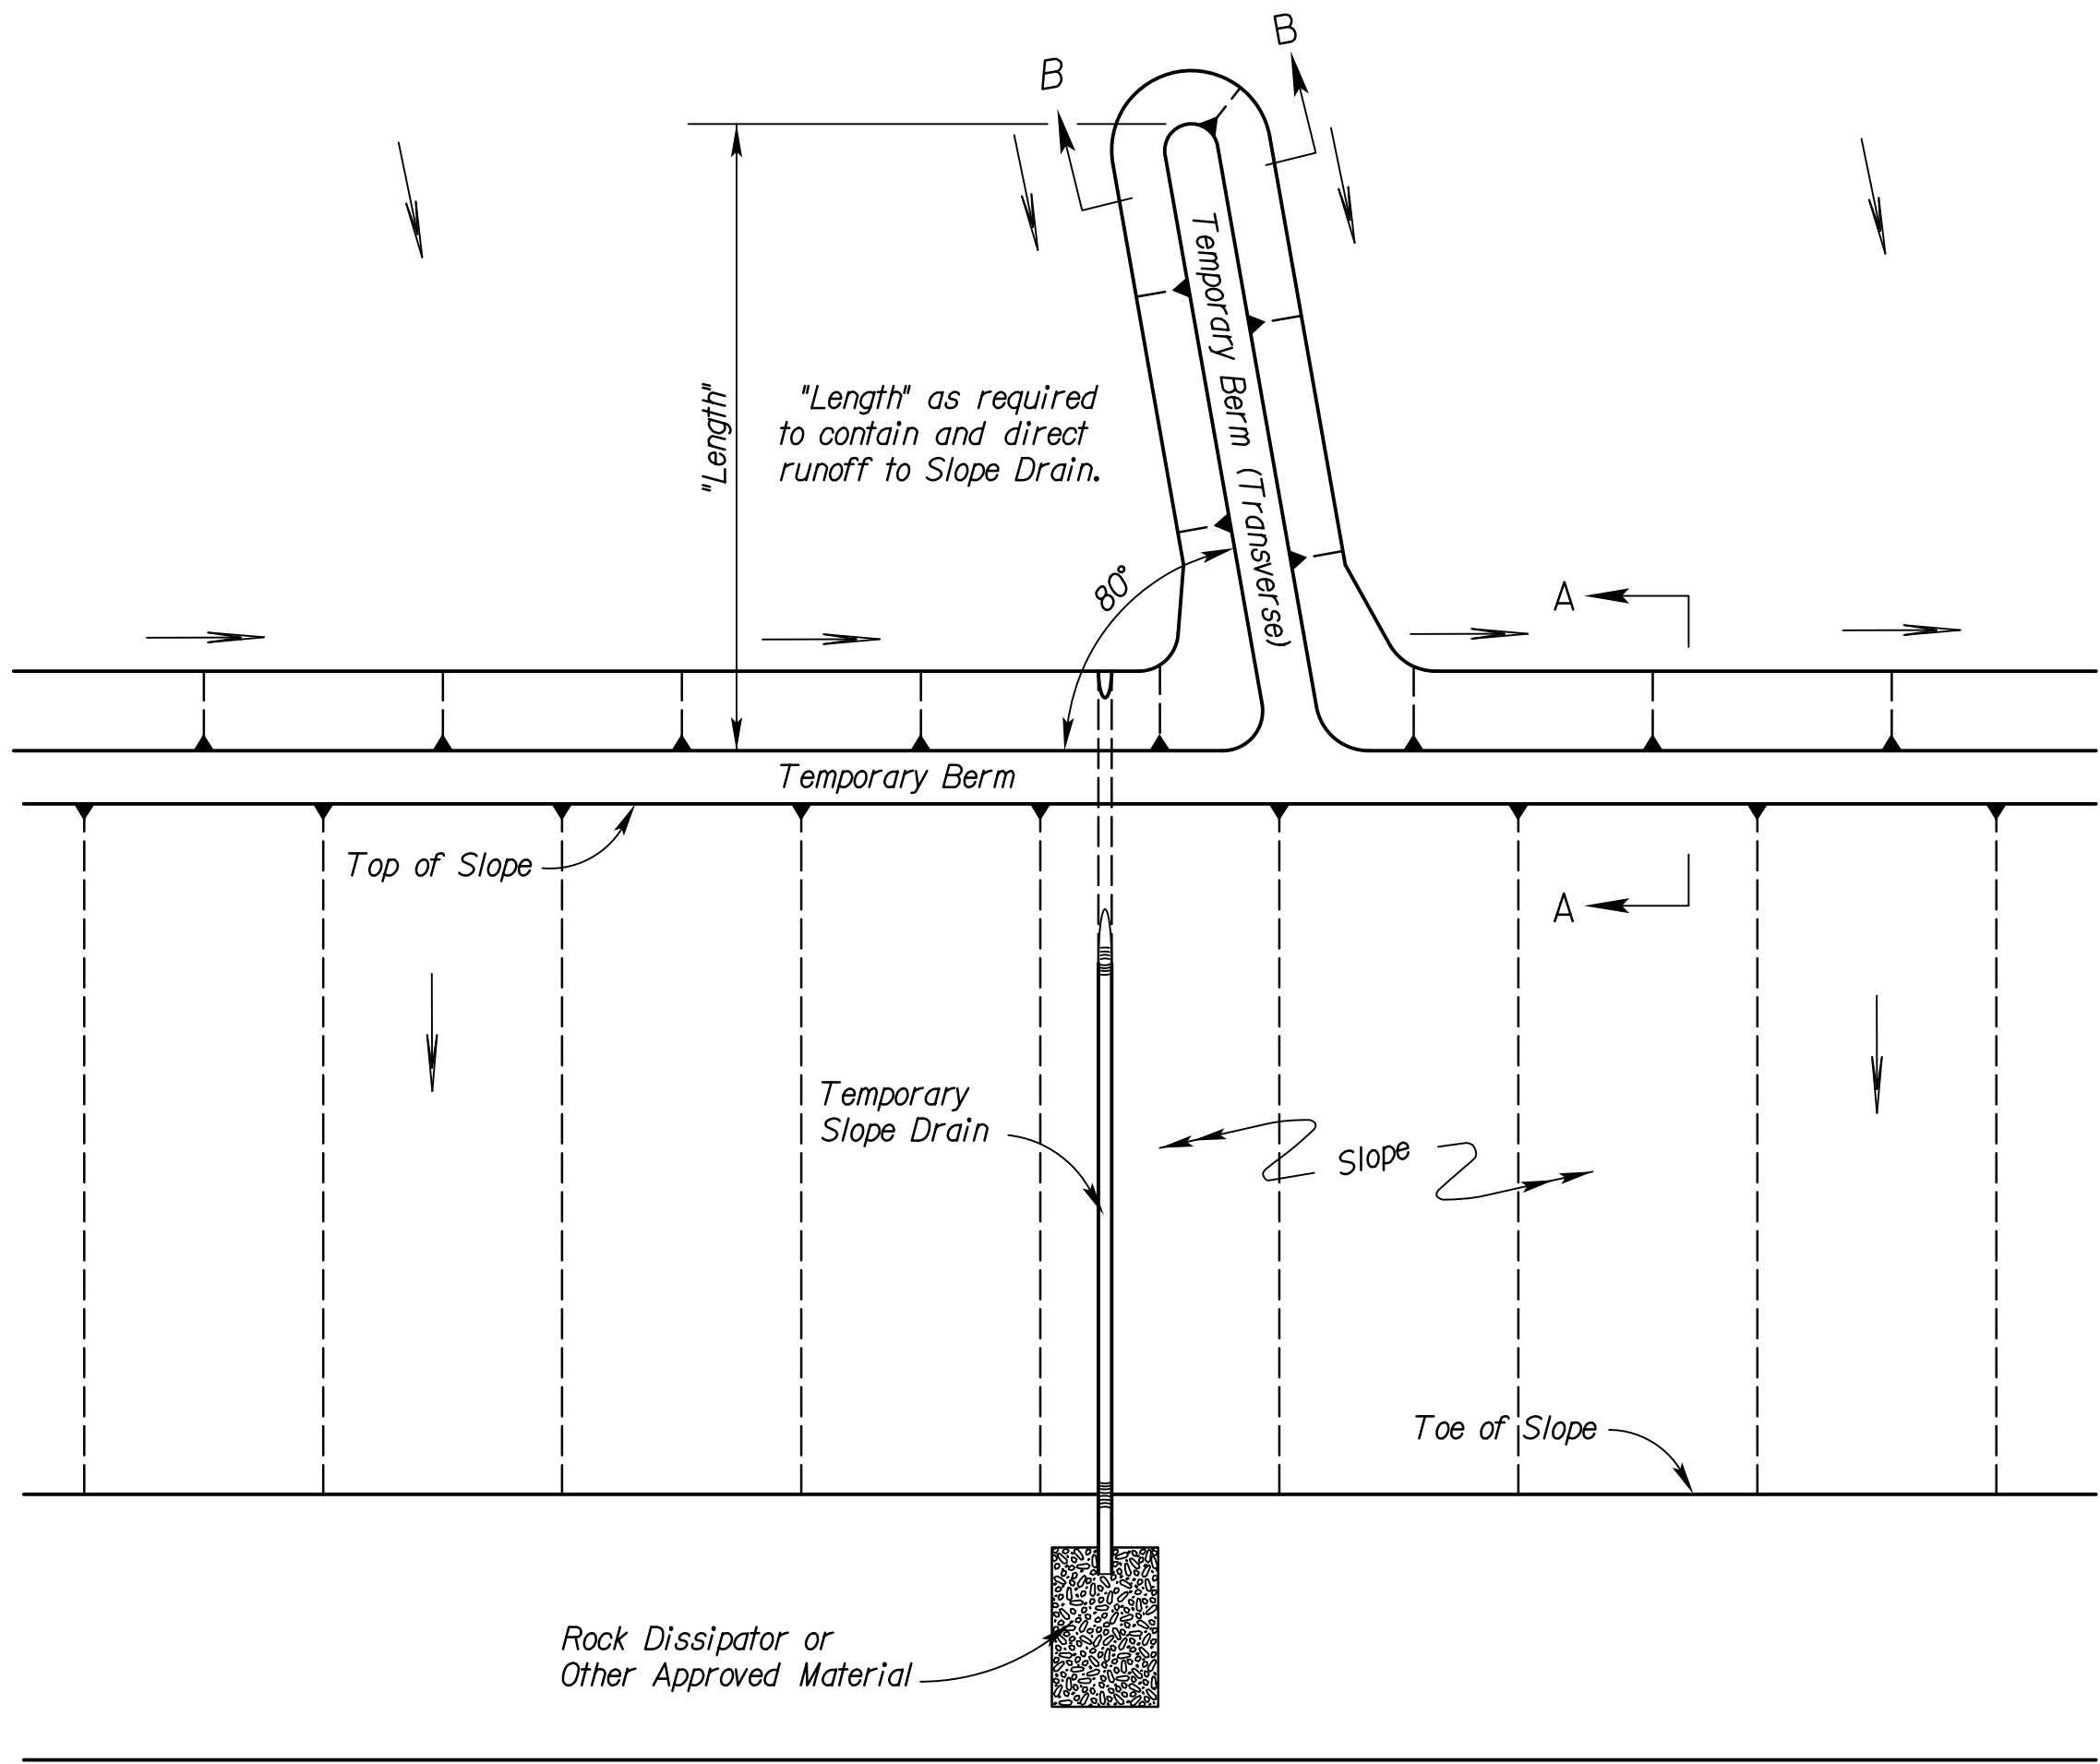 B
B
"Length"
"Length" as required
to contain and direct
runoff to Slope Drain.
Temporary Berm (Transverse)
80°
A
Temporary Berm
Top of Slope
A
Temporary
Slope Drain
Slope
Toe of Slope
Rock Dissipator or
Other Approved Material